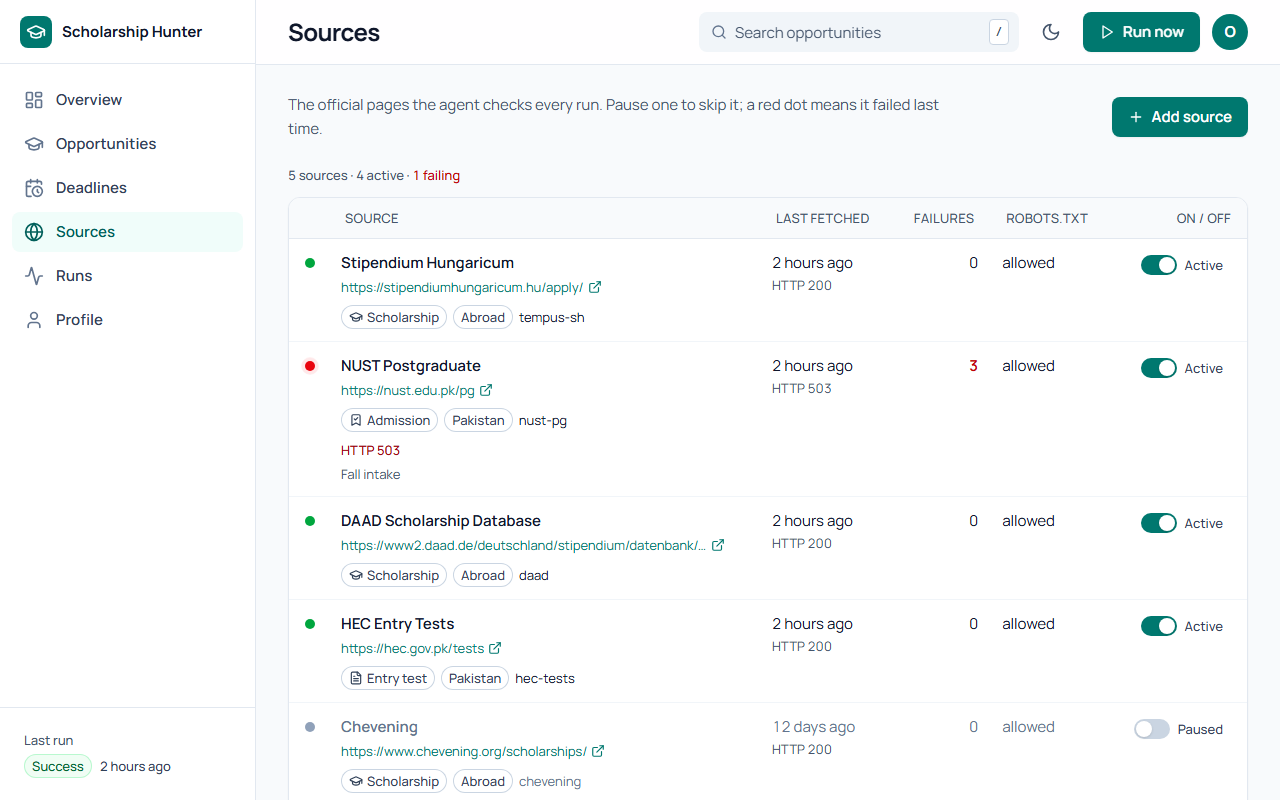 Scholarship Hunter
Sources
Search opportunities
/
Run now
O
Overview
Opportunities
Deadlines
Sources
Runs
Profile
Last run
Success 2 hours ago
The official pages the agent checks every run. Pause one to skip it; a red dot means it failed last
time.
Add source
5 sources · 4 active · 1 failing
SOURCE LAST FETCHED FAILURES ROBOTS.TXT ON / OFF
Stipendium Hungaricum 2 hours ago 0 allowed Active
https://stipendiumhungaricum.hu/apply/ HTTP 200
Scholarship Abroad tempus-sh
NUST Postgraduate 2 hours ago 3 allowed Active
https://nust.edu.pk/pg HTTP 503
Admission Pakistan nust-pg
HTTP 503
Fall intake
DAAD Scholarship Database 2 hours ago 0 allowed Active
https://www2.daad.de/deutschland/stipendium/datenbank/... HTTP 200
Scholarship Abroad daad
HEC Entry Tests 2 hours ago 0 allowed Active
https://hec.gov.pk/tests HTTP 200
Entry test Pakistan hec-tests
Chevening 12 days ago 0 allowed Paused
https://www.chevening.org/scholarships/ HTTP 200
Scholarship Abroad chevening